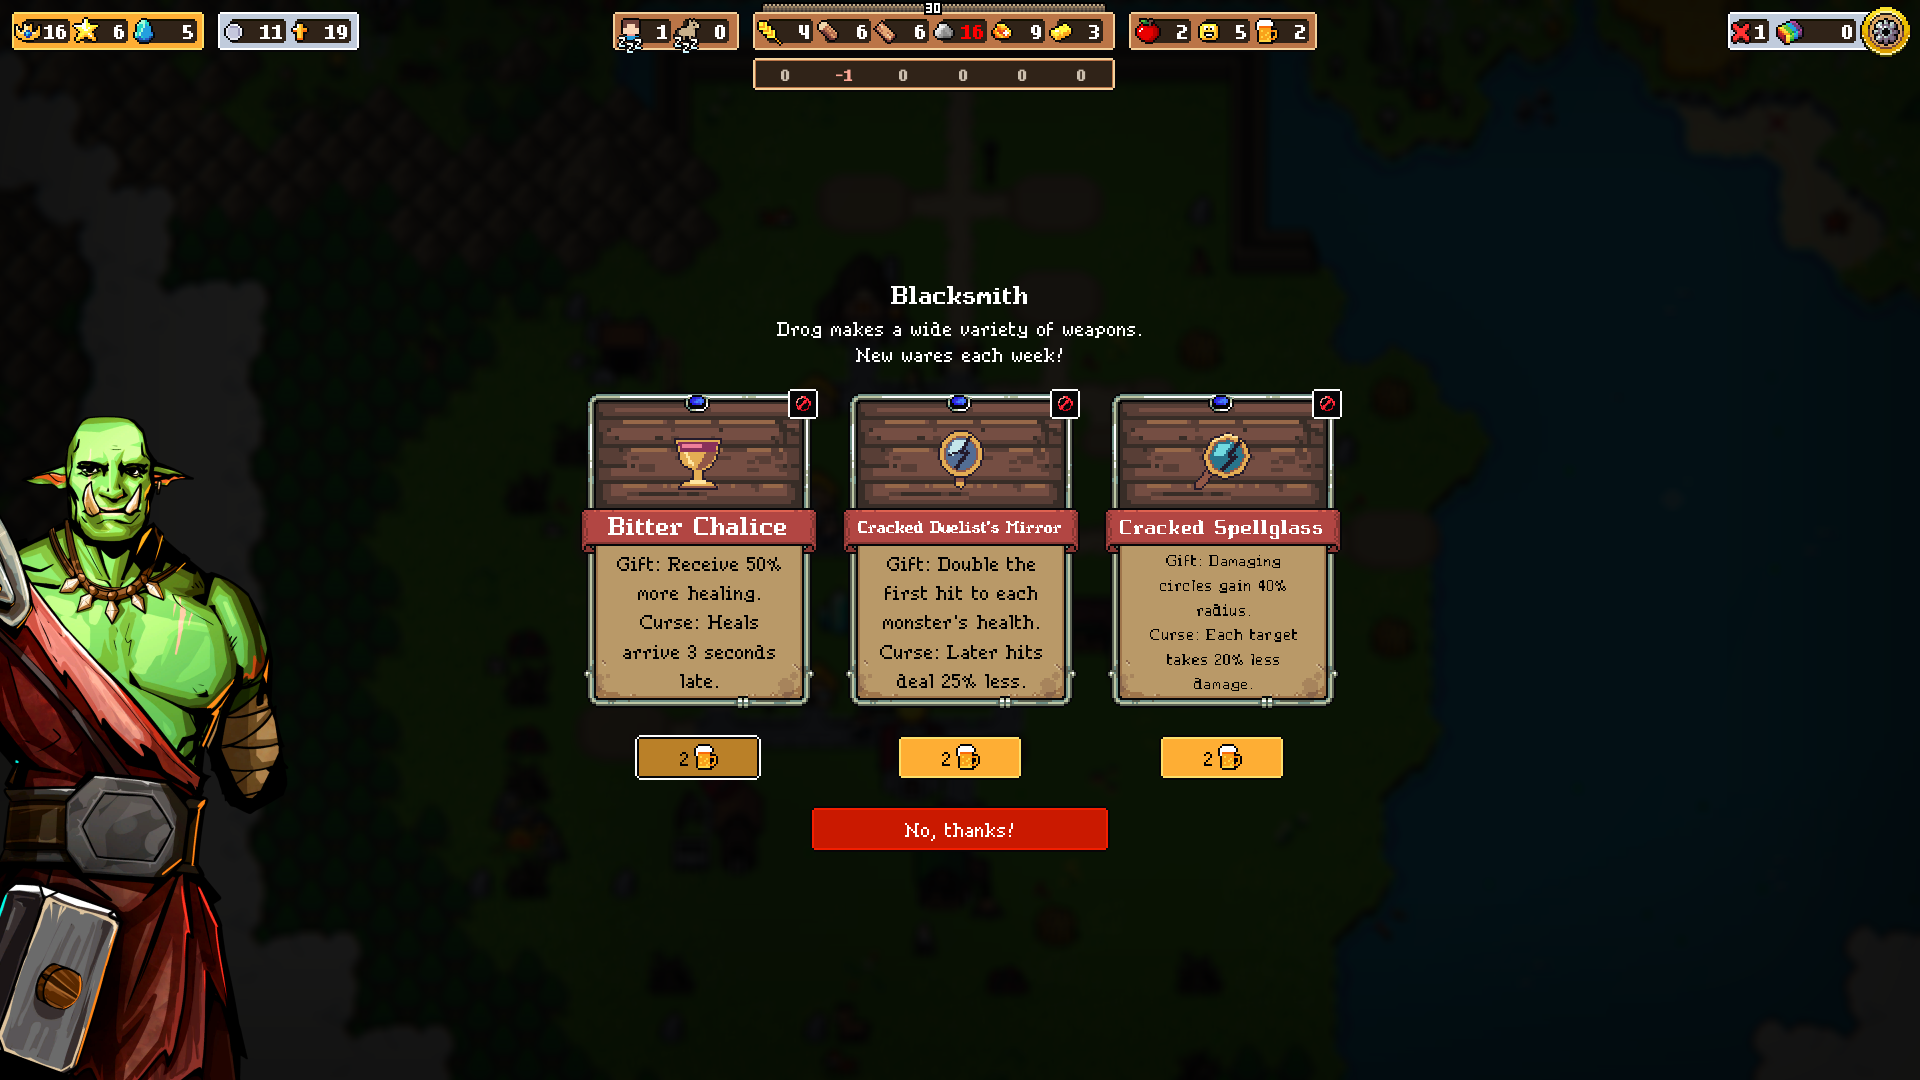 16 6 5 11 19
1 0
30
4 6 6 16 9 3
2 5 2
1 0
0 -1 0 0 0 0
Blacksmith
Drog makes a wide variety of weapons.
New wares each week!
Bitter Chalice
Gift: Receive 50%
more healing.
Curse: Heals
arrive 3 seconds
late.
2
Cracked Duelist's Mirror
Gift: Double the
first hit to each
monster's health.
Curse: Later hits
deal 25% less.
2
Cracked Spellglass
Gift: Damaging
circles gain 40%
radius.
Curse: Each target
takes 20% less
damage.
2
No, thanks!